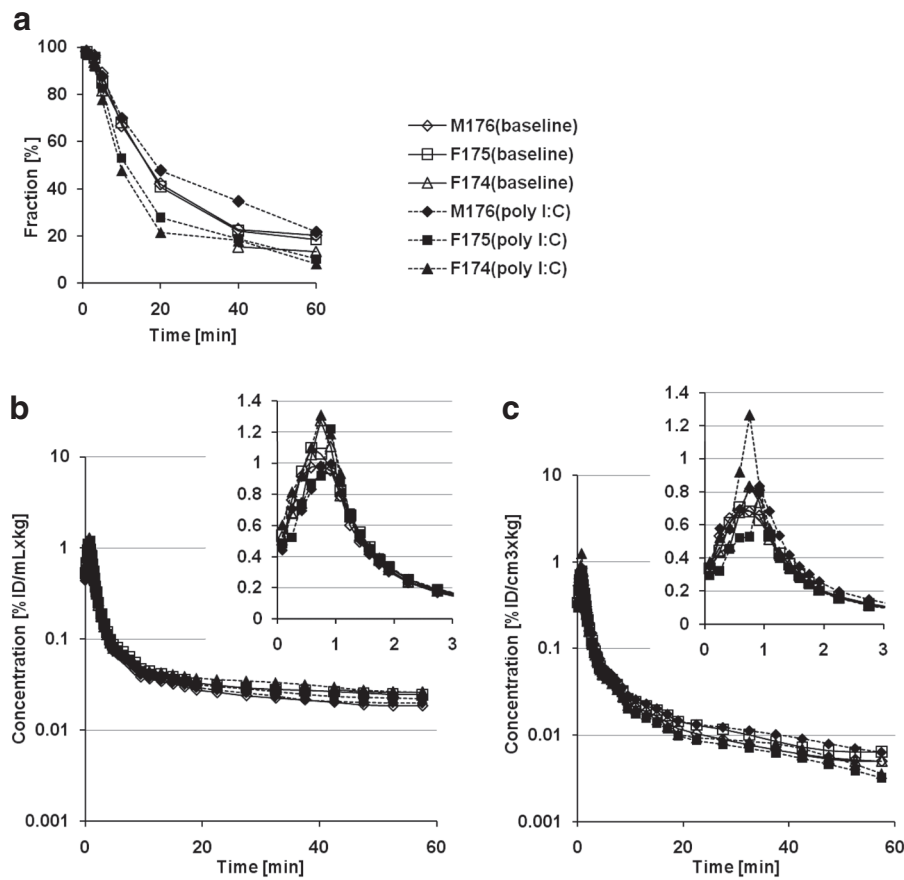 a
100
80
60
40
20
0
Fraction [%]
0 20 40 60
Time [min]
M176(baseline)
F175(baseline)
F174(baseline)
M176(poly I:C)
F175(poly I:C)
F174(poly I:C)
b
10
1
0.1
0.01
0.001
Concentration [% ID/mLxkg]
0 20 40 60
Time [min]
1.4
1.2
1
0.8
0.6
0.4
0.2
0
0 1 2 3
c
10
1
0.1
0.01
0.001
Concentration [% ID/cm3xkg]
0 20 40 60
Time [min]
1.4
1.2
1
0.8
0.6
0.4
0.2
0
0 1 2 3